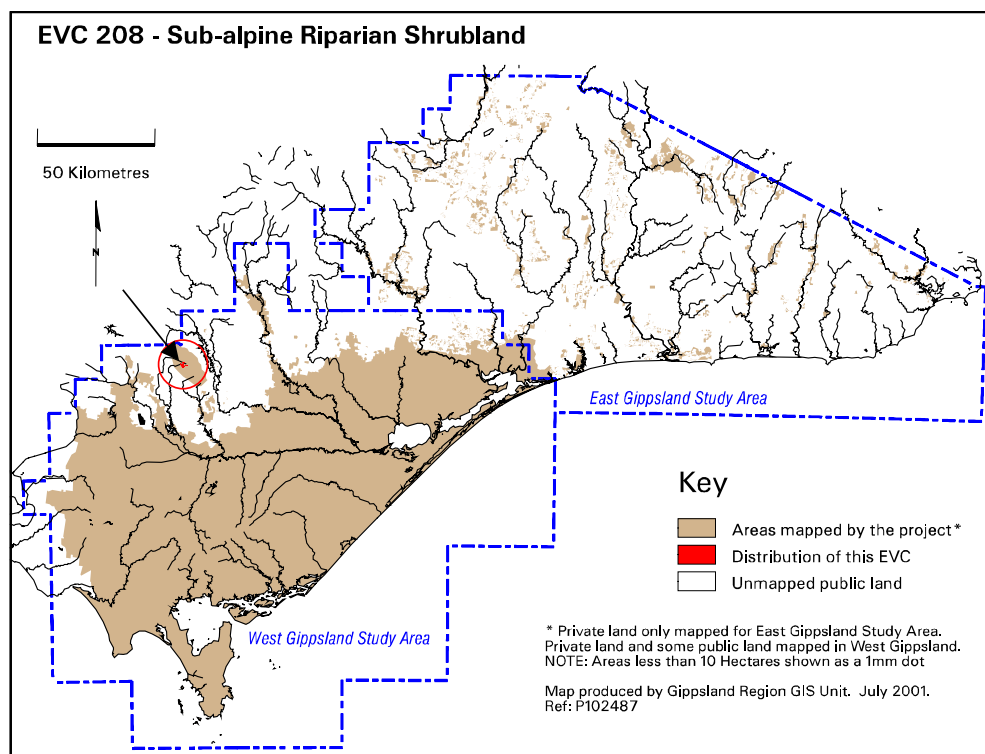 EVC 208 - Sub-alpine Riparian Shrubland
50 Kilometres
N
East Gippsland Study Area
West Gippsland Study Area
Key
Areas mapped by the project*
Distribution of this EVC
Unmapped public land
* Private land only mapped for East Gippsland Study Area.
Private land and some public land mapped in West Gippsland.
NOTE: Areas less than 10 Hectares shown as a 1mm dot
Map produced by Gippsland Region GIS Unit. July 2001.
Ref: P102487